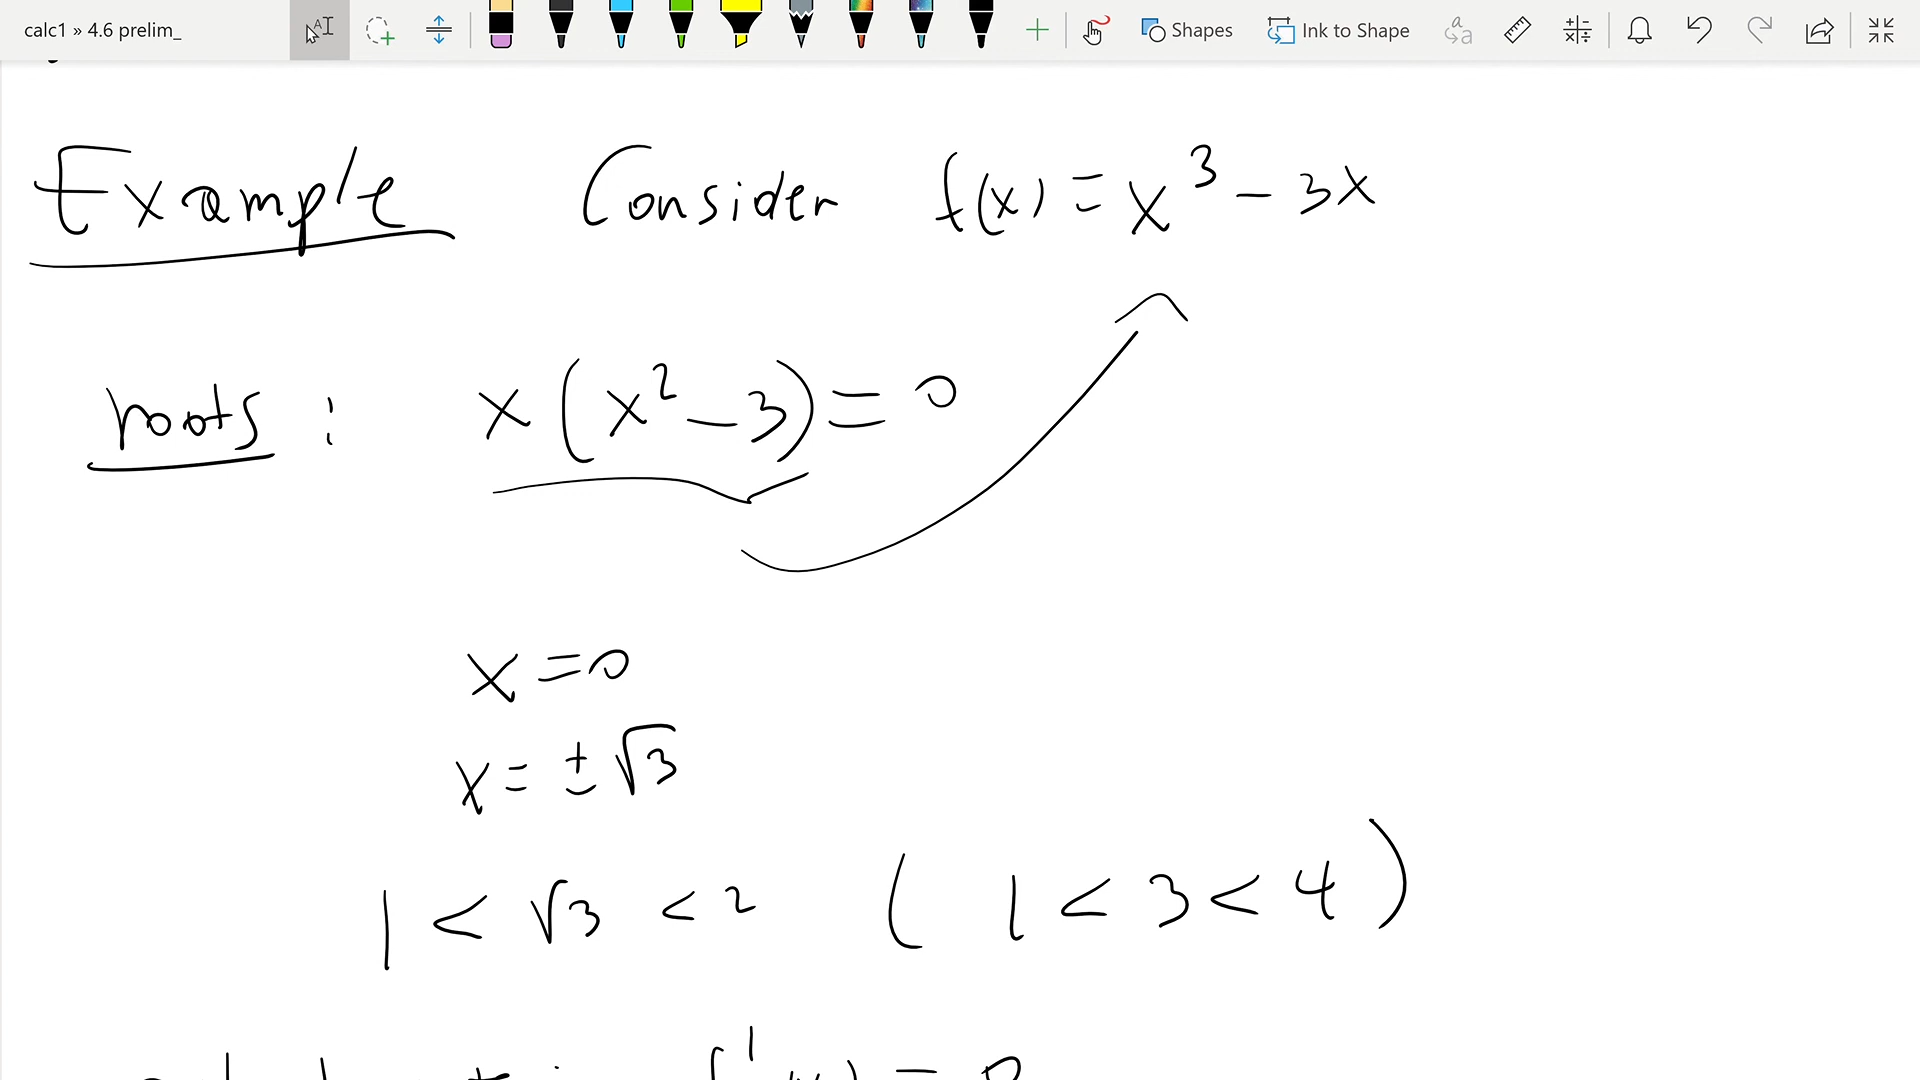 calc1 » 4.6 prelim_
Shapes
Ink to Shape
Example Consider f(x) = x³ - 3x
roots : x(x² - 3) = 0
x = 0
x = ± √3
1 < √3 < 2 ( 1 < 3 < 4 )
f'(x) = 0